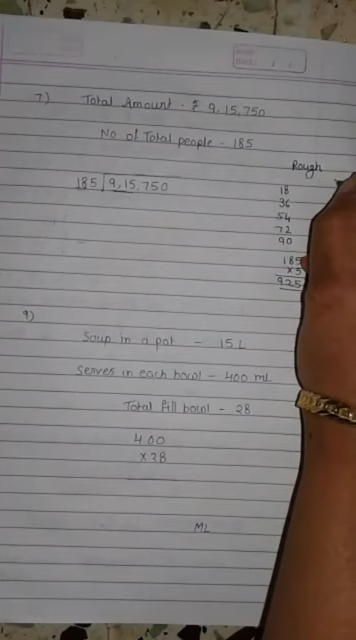 7) Total Amount - ₹ 9,15,750
No of Total people - 185
Rough
185 9,15,750
18
36
54
72
90
185
x5
925
9)
Soup in a pot - 15 L
Serves in each bowl - 400 mL
Total fill bowl - 28
400
x28
ML